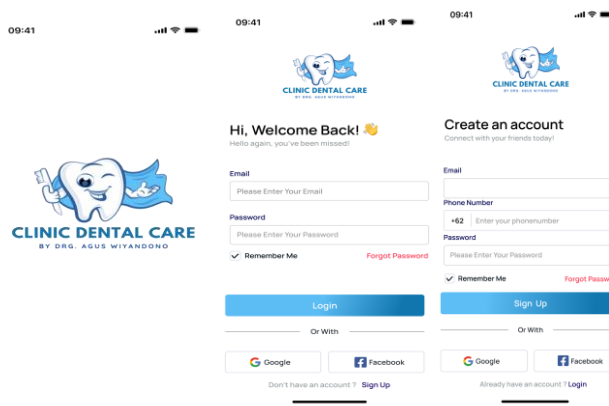 09:41
CLINIC DENTAL CARE
BY DRG. AGUS WIYANDONO
09:41
CLINIC DENTAL CARE
BY DRG. AGUS WIYANDONO
Hi, Welcome Back! 👋
Hello again, you've been missed!
Email
Please Enter Your Email
Password
Please Enter Your Password
Remember Me Forgot Password
Login
Or With
Google Facebook
Don't have an account ? Sign Up
09:41
CLINIC DENTAL CARE
BY DRG. AGUS WIYANDONO
Create an account
Connect with your friends today!
Email
Phone Number
+62 Enter your phonenumber
Password
Please Enter Your Password
Remember Me Forgot Passw
Sign Up
Or With
Google Facebook
Already have an account ? Login